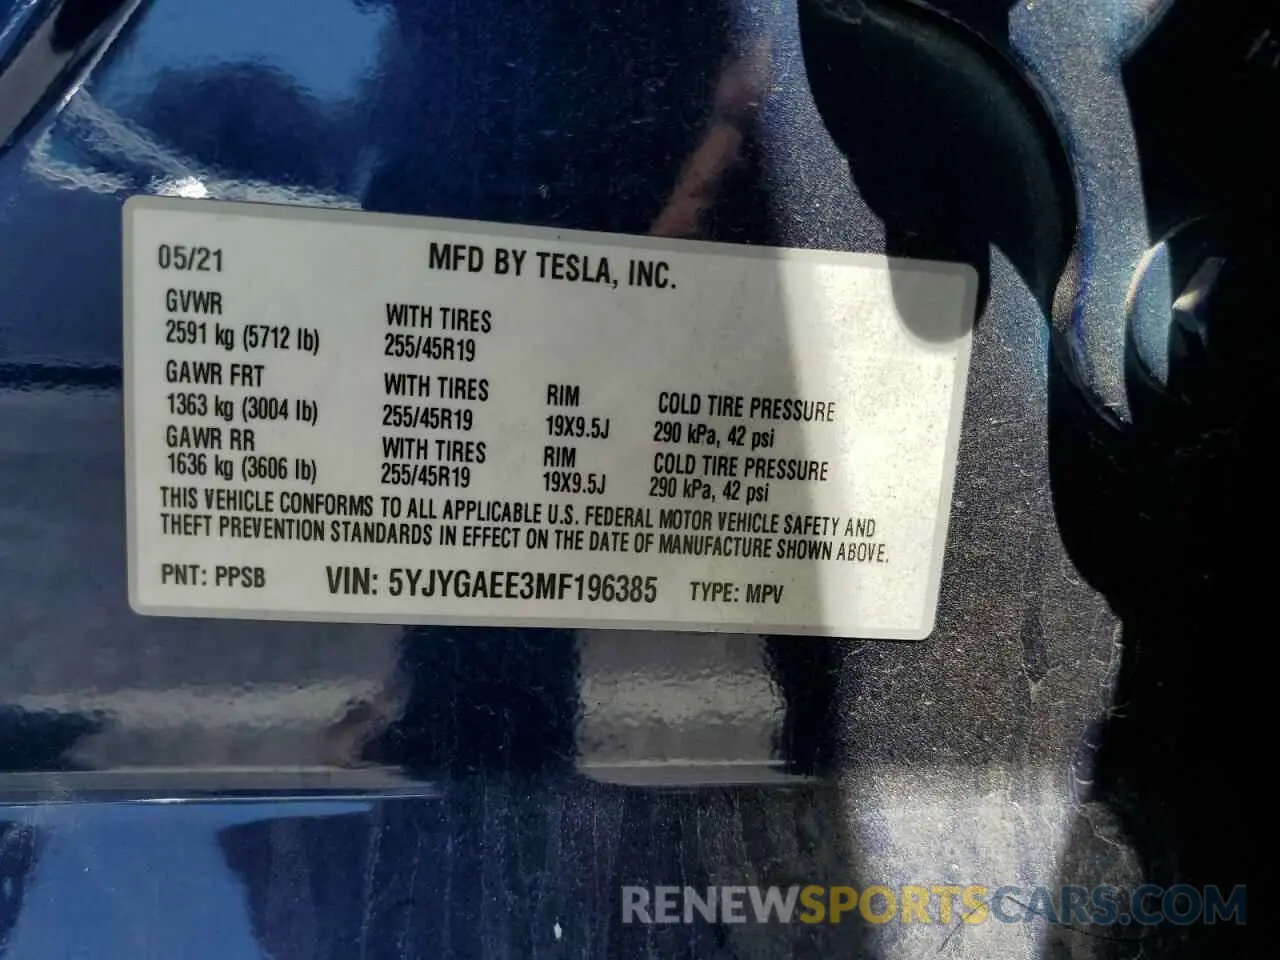 05/21 MFD BY TESLA, INC.
GVWR
2591 kg (5712 lb)
WITH TIRES
255/45R19
GAWR FRT
1363 kg (3004 lb)
WITH TIRES
255/45R19
RIM
19X9.5J
COLD TIRE PRESSURE
290 kPa, 42 psi
GAWR RR
1636 kg (3606 lb)
WITH TIRES
255/45R19
RIM
19X9.5J
COLD TIRE PRESSURE
290 kPa, 42 psi
THIS VEHICLE CONFORMS TO ALL APPLICABLE U.S. FEDERAL MOTOR VEHICLE SAFETY AND
THEFT PREVENTION STANDARDS IN EFFECT ON THE DATE OF MANUFACTURE SHOWN ABOVE.
PNT: PPSB VIN: 5YJYGAEE3MF196385 TYPE: MPV
RENEWSPORTSCARS.COM